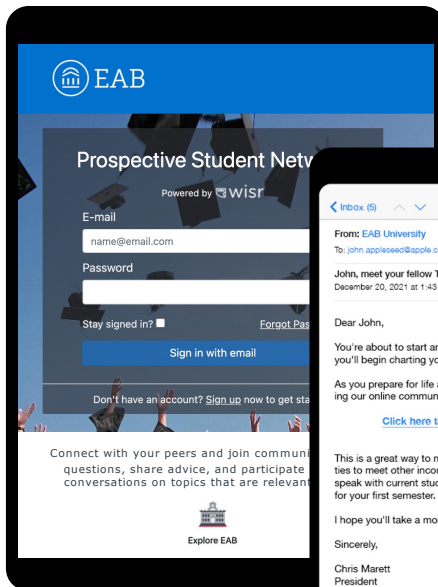 EAB
Prospective Student Netw
Powered by wisr
E-mail
name@email.com
Password
Stay signed in?
Forgot Pas
Sign in with email
Don't have an account? Sign up now to get sta
Connect with your peers and join communi
questions, share advice, and participate
conversations on topics that are relevant
Explore EAB
Inbox (5)
From: EAB University
To: john.appleseed@apple.c
John, meet your fellow T
December 20, 2021 at 1:43
Dear John,
You're about to start an
you'll begin charting yo
As you prepare for life a
ing our online commun
Click here t
This is a great way to m
ties to meet other incor
speak with current stud
for your first semester.
I hope you'll take a mo
Sincerely,
Chris Marett
President